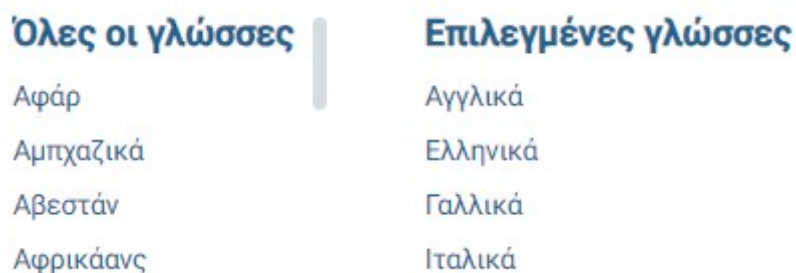 Όλες οι γλώσσες
Αφάρ
Αμπχαζικά
Αβεστάν
Αφρικάανς
Επιλεγμένες γλώσσες
Αγγλικά
Ελληνικά
Γαλλικά
Ιταλικά